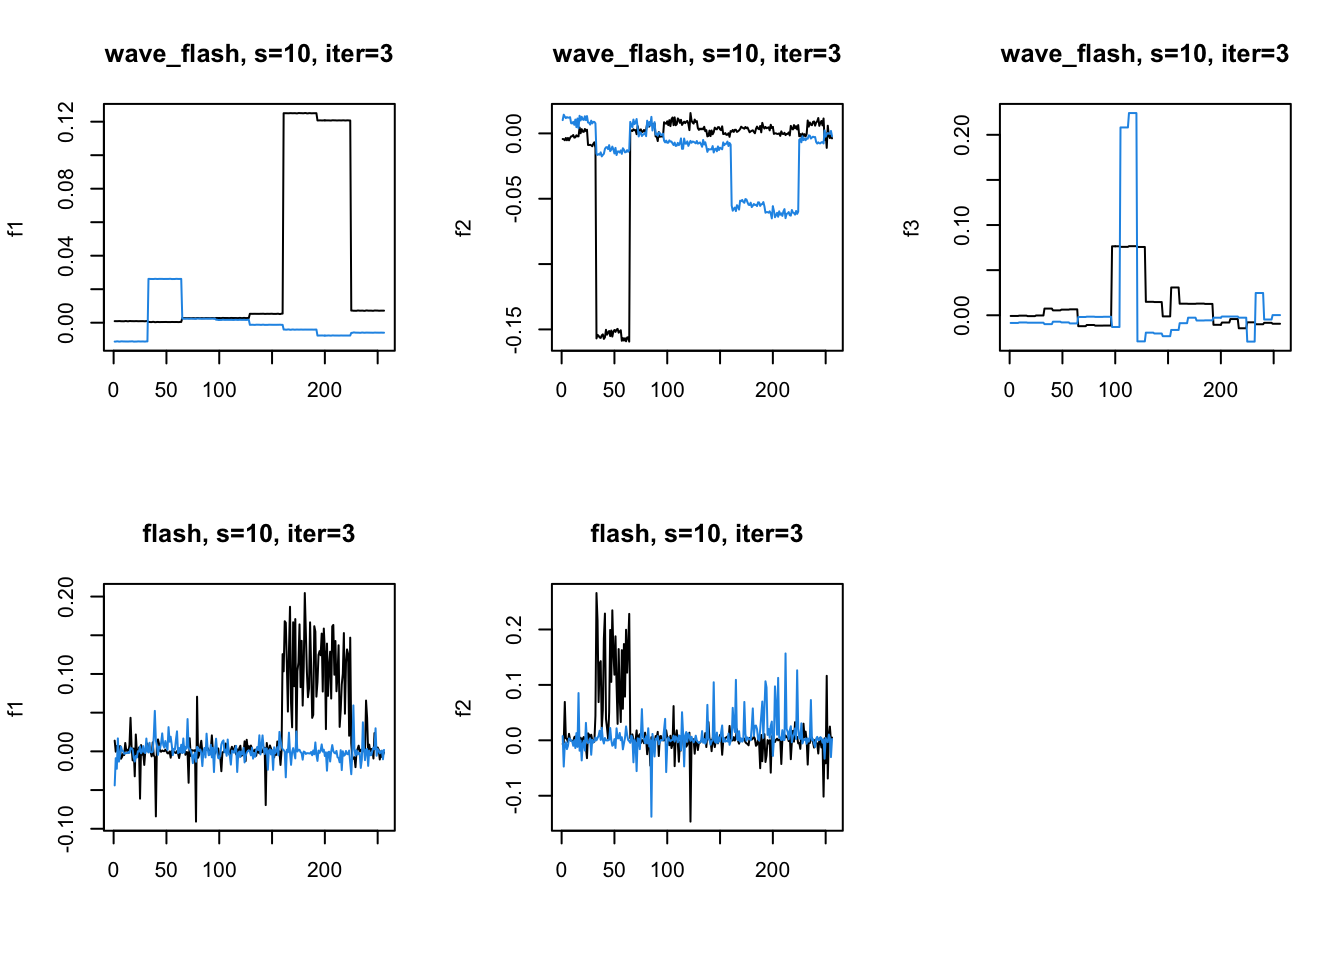 wave_flash, s=10, iter=3
f1
0.00 0.04 0.08 0.12
0 50 100 200
wave_flash, s=10, iter=3
f2
-0.15 -0.05 0.00
0 50 100 200
wave_flash, s=10, iter=3
f3
0.00 0.10 0.20
0 50 100 200
flash, s=10, iter=3
f1
-0.10 0.00 0.10 0.20
0 50 100 200
flash, s=10, iter=3
f2
-0.1 0.0 0.1 0.2
0 50 100 200